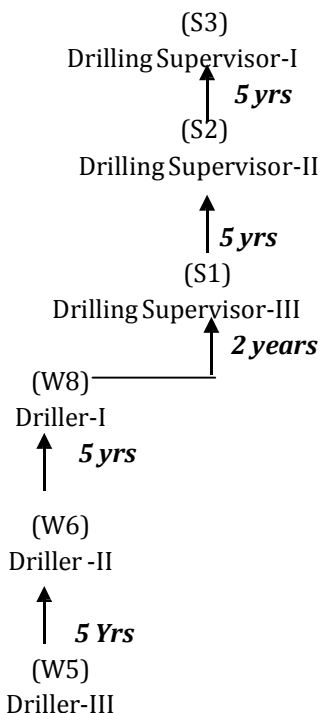 (S3)
Drilling Supervisor-I
5 yrs
(S2)
Drilling Supervisor-II
5 yrs
(S1)
Drilling Supervisor-III
2 years
(W8)
Driller-I
5 yrs
(W6)
Driller -II
5 Yrs
(W5)
Driller-III